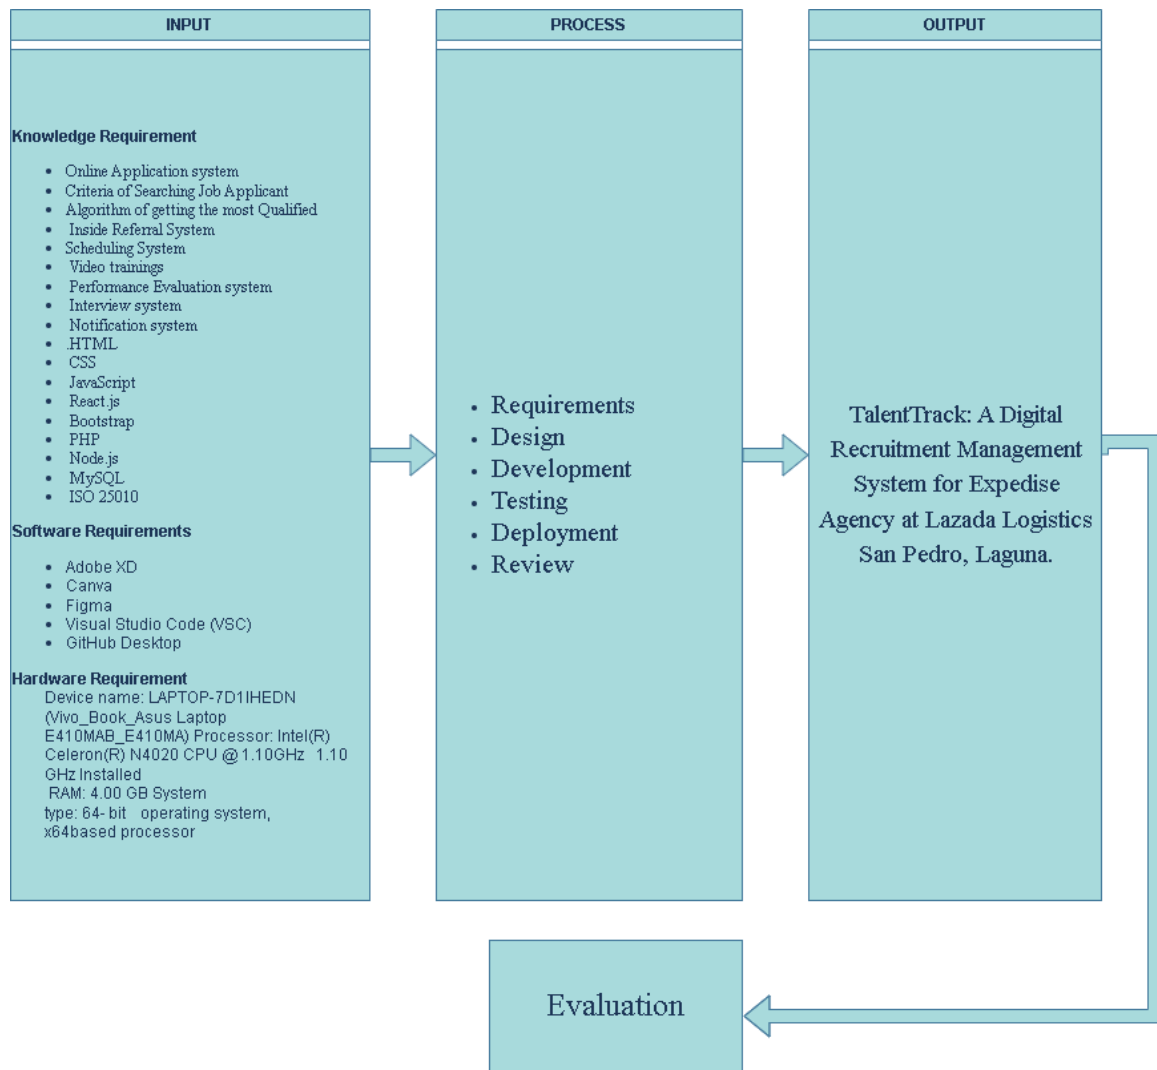 INPUT
Knowledge Requirement
• Online Application system
• Criteria of Searching Job Applicant
• Algorithm of getting the most Qualified
• Inside Referral System
• Scheduling System
• Video trainings
• Performance Evaluation system
• Interview system
• Notification system
• .HTML
• CSS
• JavaScript
• React.js
• Bootstrap
• PHP
• Node.js
• MySQL
• ISO 25010
Software Requirements
• Adobe XD
• Canva
• Figma
• Visual Studio Code (VSC)
• GitHub Desktop
Hardware Requirement
Device name: LAPTOP-7D1IHEDN
(Vivo_Book_Asus Laptop
E410MAB_E410MA) Processor: Intel(R)
Celeron(R) N4020 CPU @ 1.10GHz 1.10
GHz Installed
RAM: 4.00 GB System
type: 64- bit operating system,
x64based processor
PROCESS
• Requirements
• Design
• Development
• Testing
• Deployment
• Review
OUTPUT
TalentTrack: A Digital
Recruitment Management
System for Expedise
Agency at Lazada Logistics
San Pedro, Laguna.
Evaluation